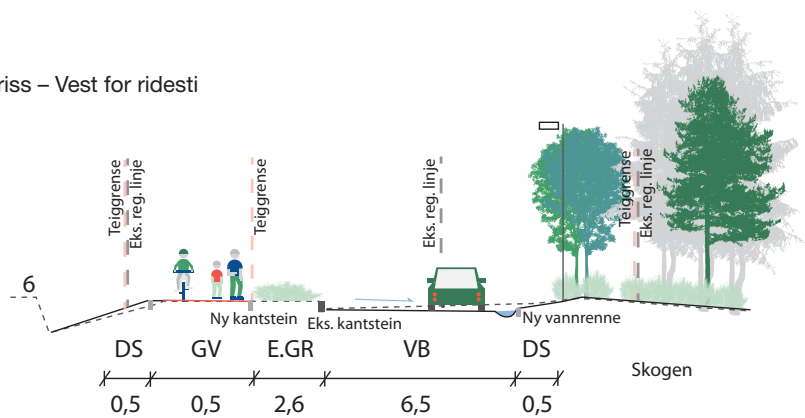 riss – Vest for ridesti
Teiggrense
Eks. reg. linje
Teiggrense
Eks. reg. linje
Teiggrense
Eks. reg. linje
6
Ny kantstein
Eks. kantstein
Ny vannrenne
DS
GV
E.GR
VB
DS
Skogen
0,5
0,5
2,6
6,5
0,5